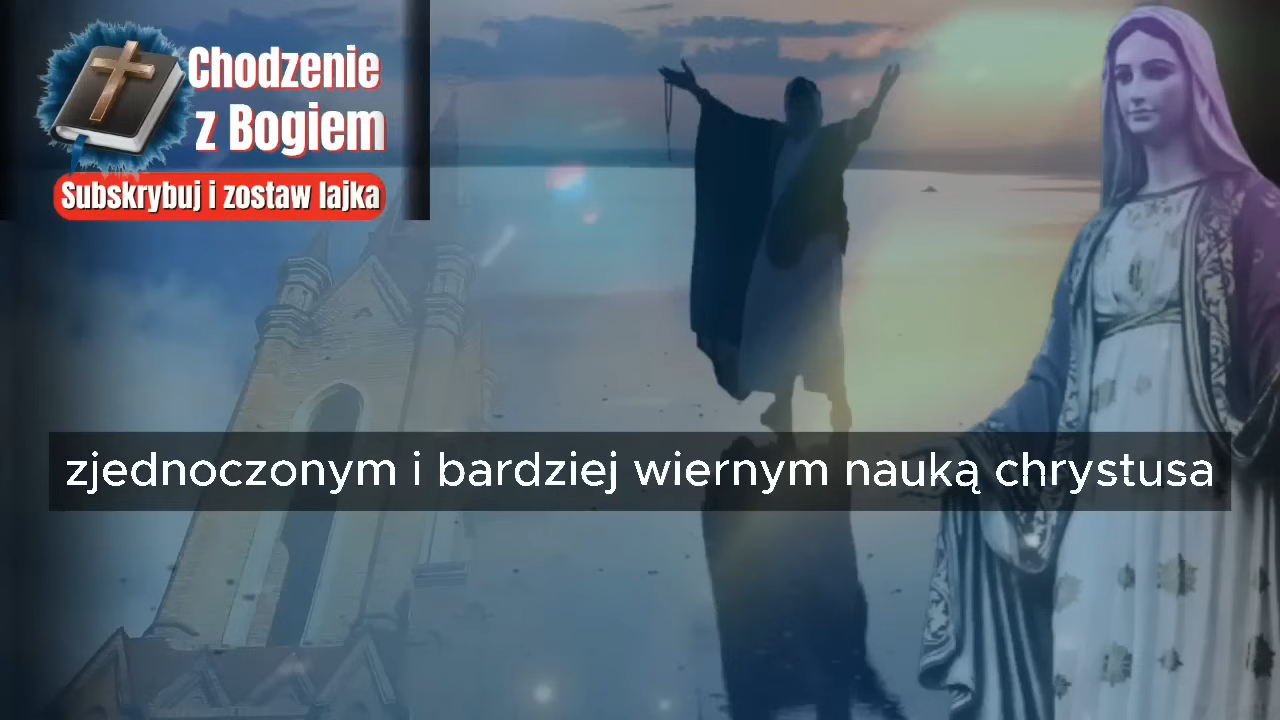 Chodzenie
z Bogiem
Subskrybuj i zostaw lajka
zjednoczonym i bardziej wiernym nauką chrystusa